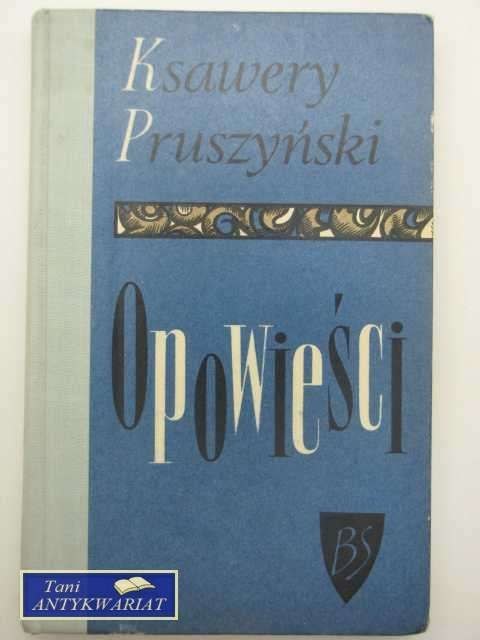 Ksawery
Pruszyński
Opowieści
BS
Tani
ANTYKWARIAT